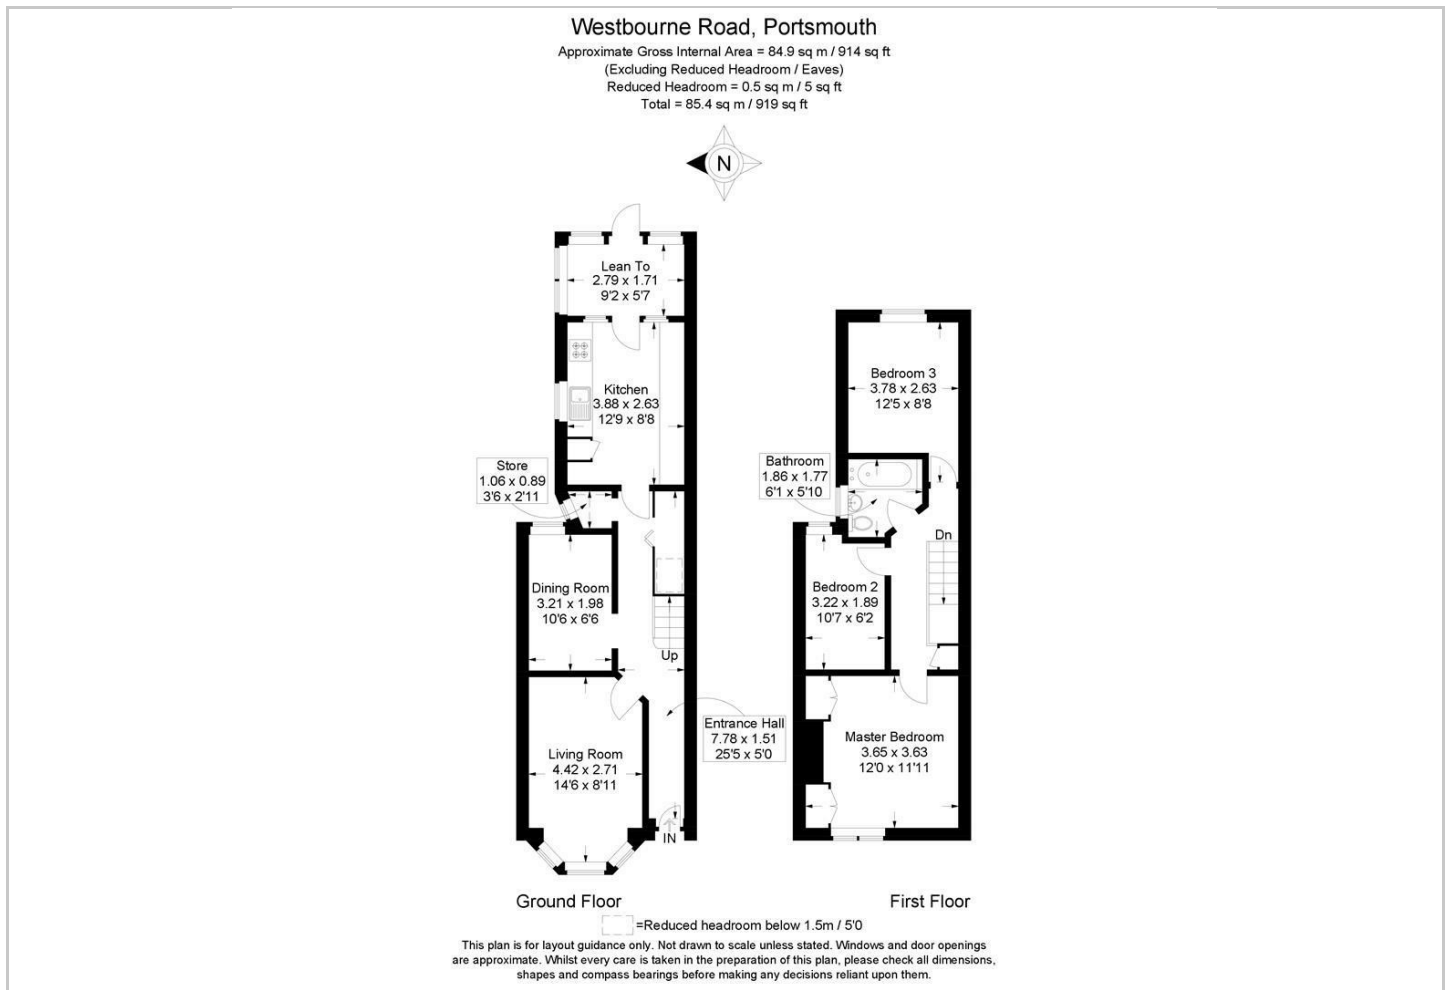 Westbourne Road, Portsmouth
Approximate Gross Internal Area = 84.9 sq m / 914 sq ft
(Excluding Reduced Headroom / Eaves)
Reduced Headroom = 0.5 sq m / 5 sq ft
Total = 85.4 sq m / 919 sq ft
N
Lean To
2.79 x 1.71
9'2 x 5'7
Kitchen
3.88 x 2.63
12'9 x 8'8
Store
1.06 x 0.89
3'6 x 2'11
Dining Room
3.21 x 1.98
10'6 x 6'6
Up
Entrance Hall
7.78 x 1.51
25'5 x 5'0
Living Room
4.42 x 2.71
14'6 x 8'11
IN
Ground Floor
Bedroom 3
3.78 x 2.63
12'5 x 8'8
Bathroom
1.86 x 1.77
6'1 x 5'10
Dn
Bedroom 2
3.22 x 1.89
10'7 x 6'2
Master Bedroom
3.65 x 3.63
12'0 x 11'11
First Floor
=Reduced headroom below 1.5m / 5'0
This plan is for layout guidance only. Not drawn to scale unless stated. Windows and door openings
are approximate. Whilst every care is taken in the preparation of this plan, please check all dimensions,
shapes and compass bearings before making any decisions reliant upon them.